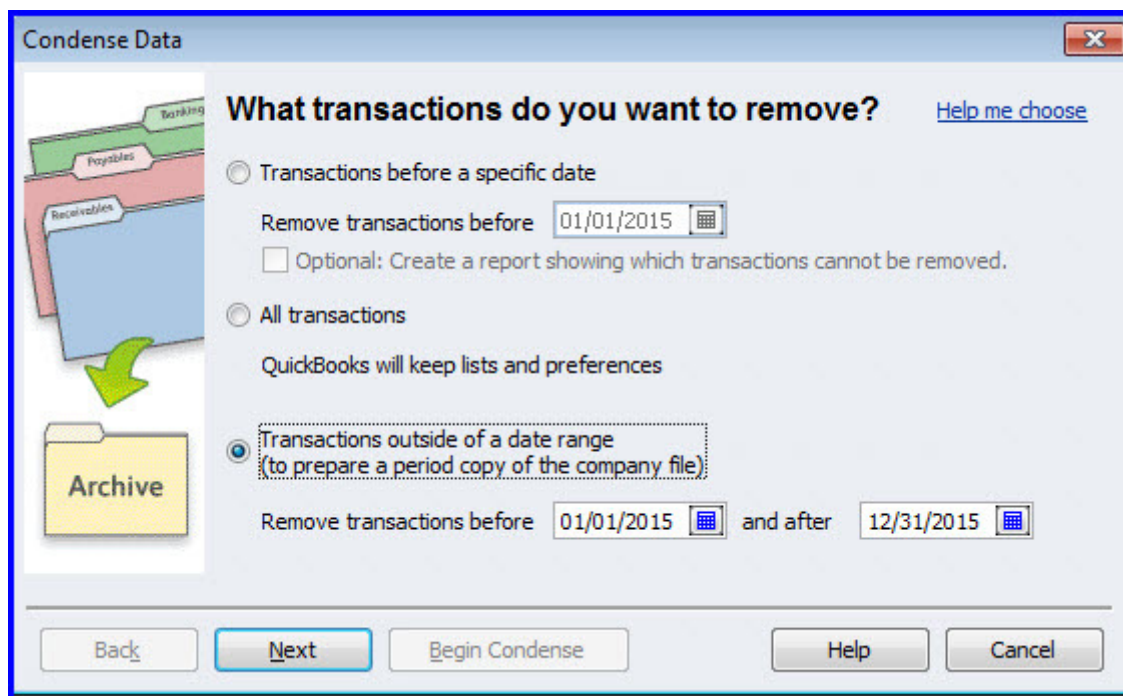 Condense Data
Banking
Payables
Receivables
Archive
What transactions do you want to remove?
Help me choose
Transactions before a specific date
Remove transactions before 01/01/2015
Optional: Create a report showing which transactions cannot be removed.
All transactions
QuickBooks will keep lists and preferences
Transactions outside of a date range
(to prepare a period copy of the company file)
Remove transactions before 01/01/2015 and after 12/31/2015
Back Next Begin Condense Help Cancel